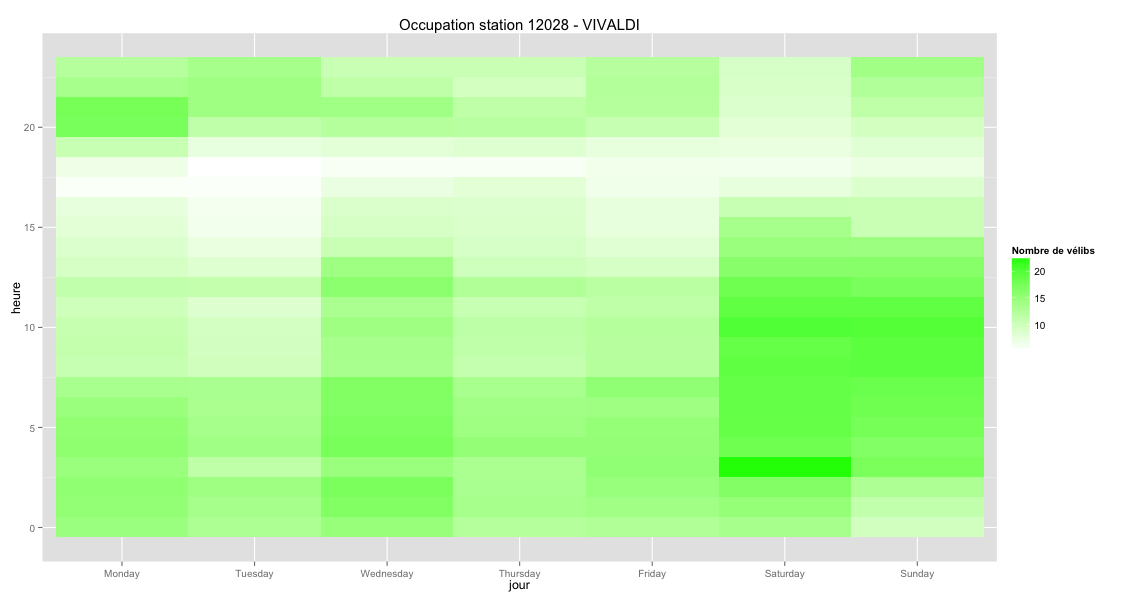 Occupation station 12028 - VIVALDI
heure
20
15
10
5
0
Monday Tuesday Wednesday Thursday Friday Saturday Sunday
jour
Nombre de vélibs
20
15
10